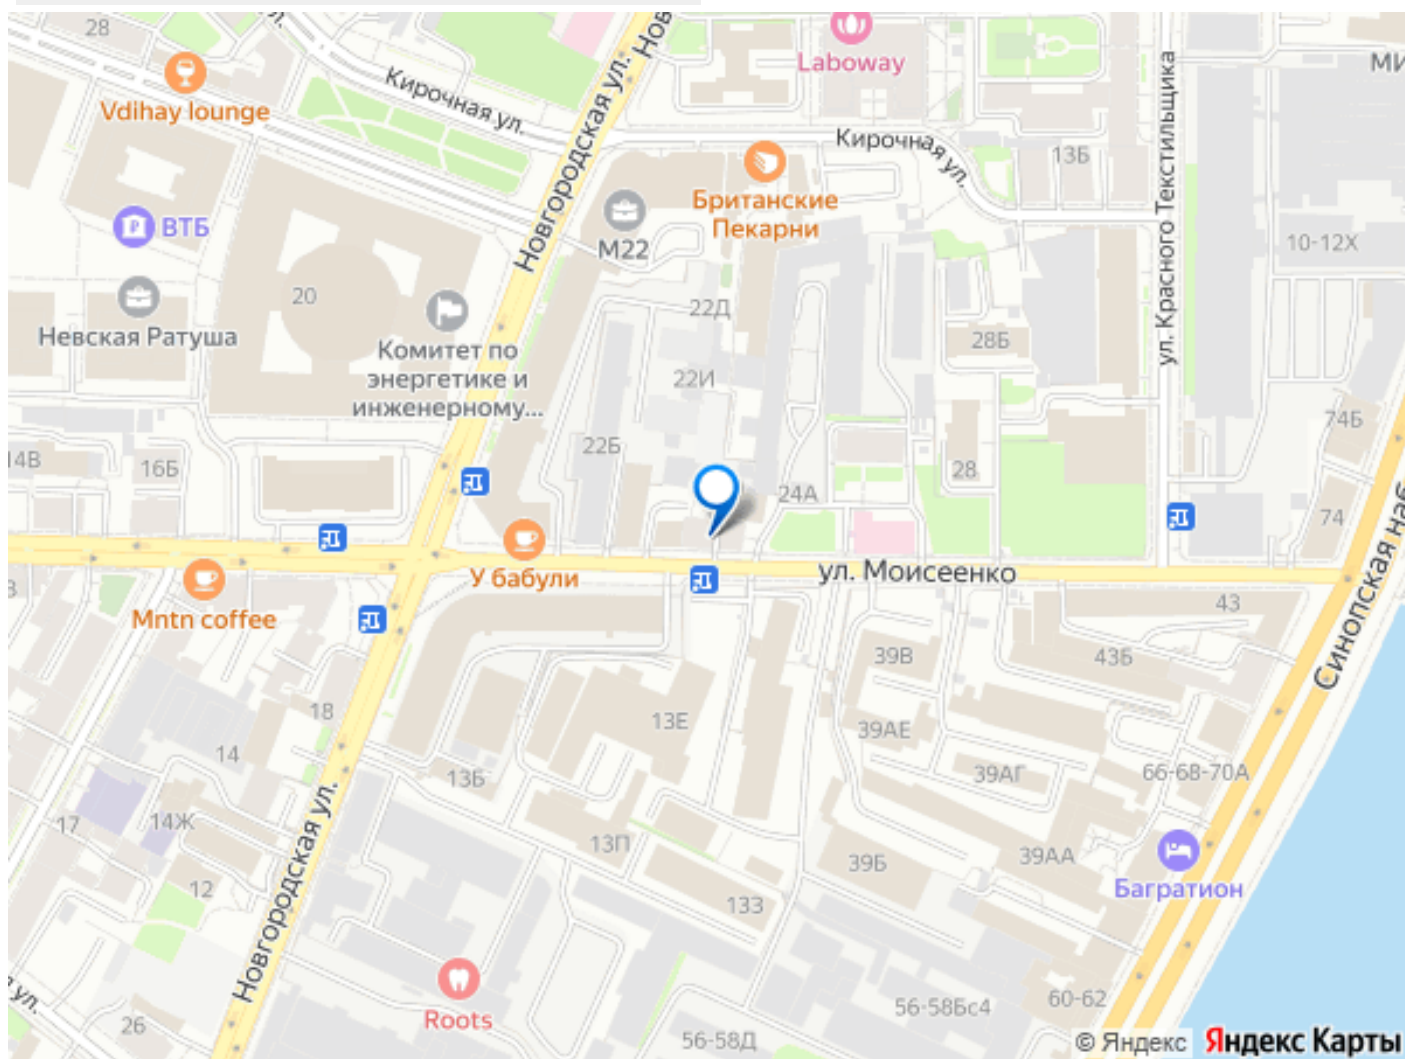 28
ул.
Новгородская ул.
Нов
Laboway
ул. Красного Текстильщика
МИ
Vdihay lounge
Кирочная ул.
Кирочная ул.
13Б
Британские
Пекарни
ВТБ
М22
10-12Х
20
22Д
Невская Ратуша
28Б
Комитет по
энергетике и
инженерному...
22И
74Б
14В
16Б
22Б
28
24А
74
Синопская наб.
У бабули
ул. Моисеенко
Mntn coffee
43
39В
43Б
18
13Е
39АЕ
14
13Б
39АГ
66-68-70А
17
14Ж
13П
39Б
39АА
Багратион
12
13З
Новгородская ул.
ул.
Roots
26
56-58Д
56-58Бс4
60-62
© Яндекс Яндекс Карты